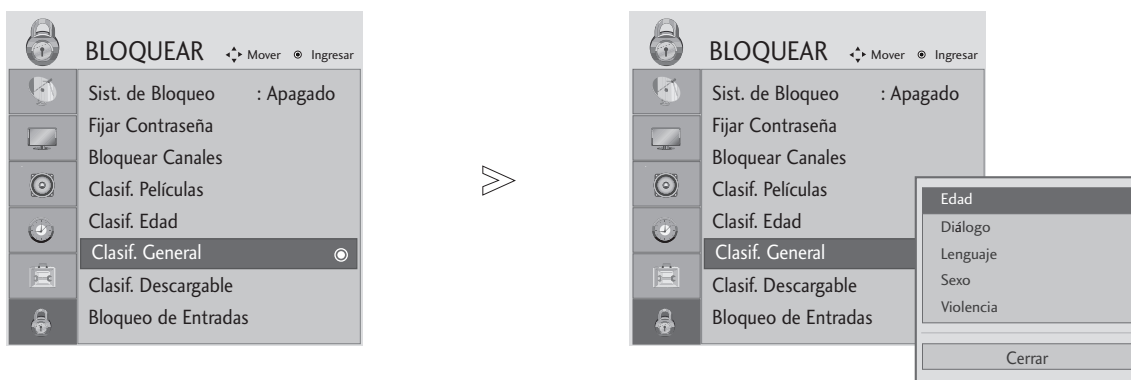 BLOQUEAR Mover Ingresar
Sist. de Bloqueo : Apagado
Fijar Contraseña
Bloquear Canales
Clasif. Películas
Clasif. Edad
Clasif. General
Clasif. Descargable
Bloqueo de Entradas
BLOQUEAR Mover Ingresar
Sist. de Bloqueo : Apagado
Fijar Contraseña
Bloquear Canales
Clasif. Películas
Clasif. Edad
Clasif. General
Clasif. Descargable
Bloqueo de Entradas
Edad
Diálogo
Lenguaje
Sexo
Violencia
Cerrar